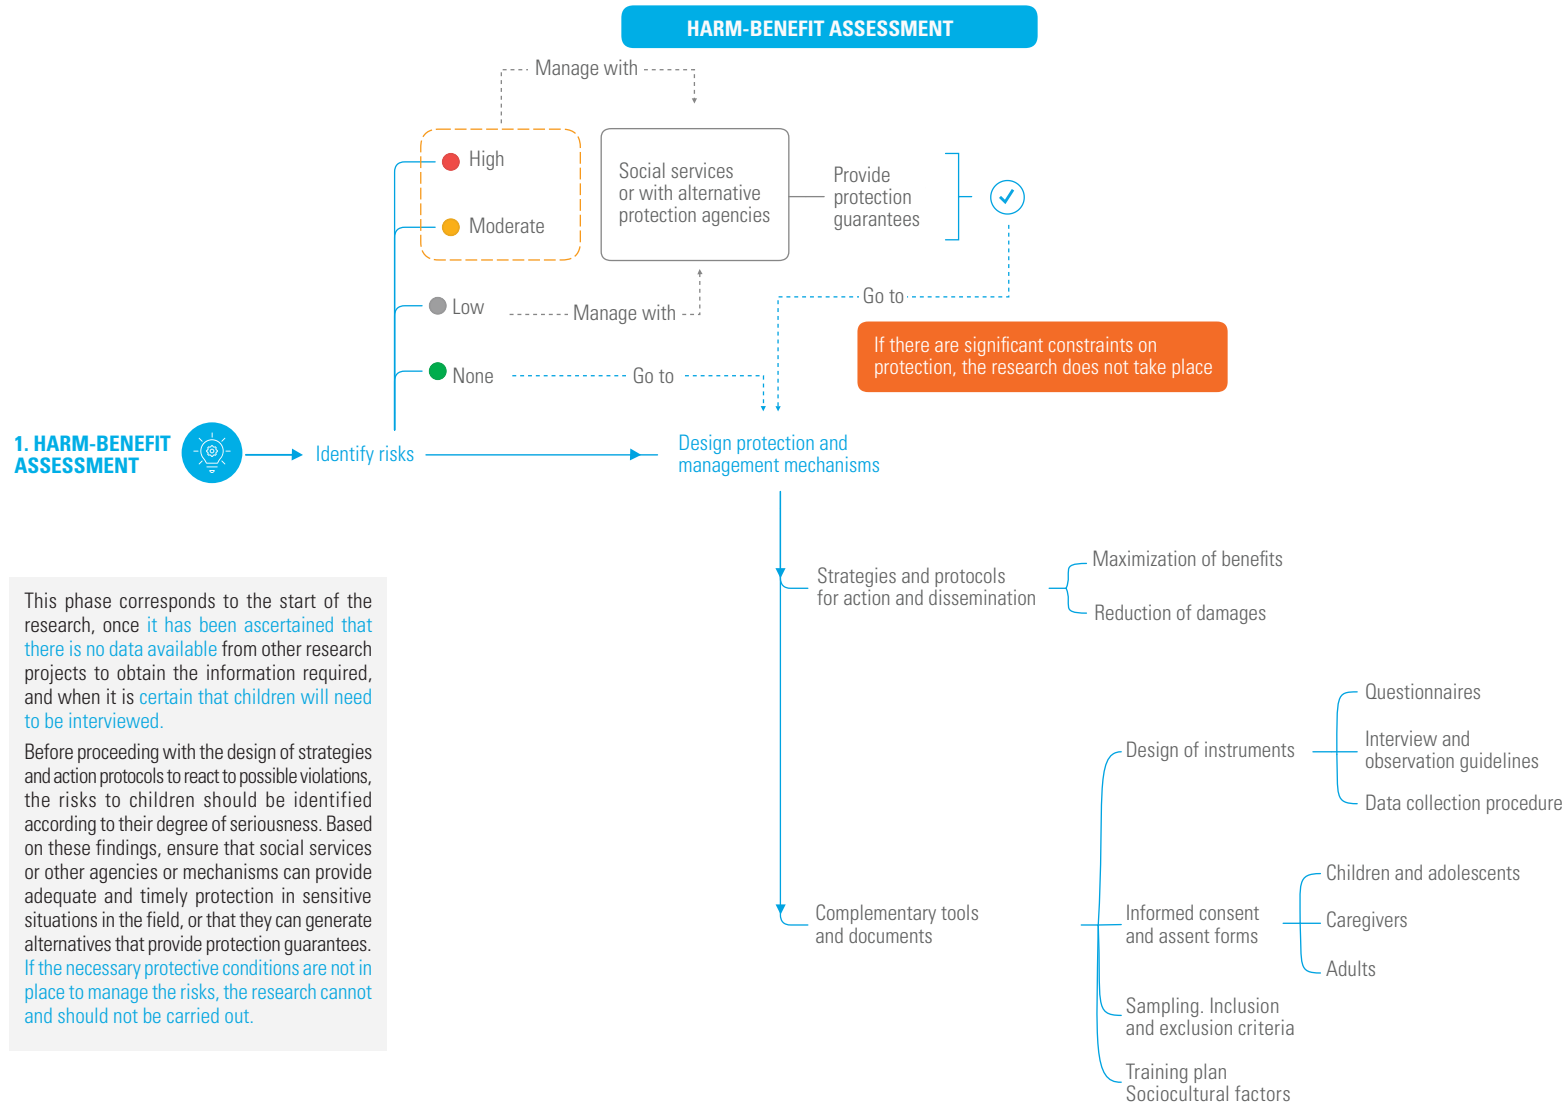 HARM-BENEFIT ASSESSMENT
Manage with
High
Moderate
Social services
or with alternative
protection agencies
Provide
protection
guarantees
Low
Manage with
Go to
If there are significant constraints on
protection, the research does not take place
None
Go to
1. HARM-BENEFIT
ASSESSMENT
Identify risks
Design protection and
management mechanisms
Strategies and protocols
for action and dissemination
Maximization of benefits
Reduction of damages
This phase corresponds to the start of the
research, once it has been ascertained that
there is no data available from other research
projects to obtain the information required,
and when it is certain that children will need
to be interviewed.
Before proceeding with the design of strategies
and action protocols to react to possible violations,
the risks to children should be identified
according to their degree of seriousness. Based
on these findings, ensure that social services
or other agencies or mechanisms can provide
adequate and timely protection in sensitive
situations in the field, or that they can generate
alternatives that provide protection guarantees.
If the necessary protective conditions are not in
place to manage the risks, the research cannot
and should not be carried out.
Complementary tools
and documents
Design of instruments
Questionnaires
Interview and
observation guidelines
Data collection procedure
Informed consent
and assent forms
Children and adolescents
Caregivers
Adults
Sampling. Inclusion
and exclusion criteria
Training plan
Sociocultural factors